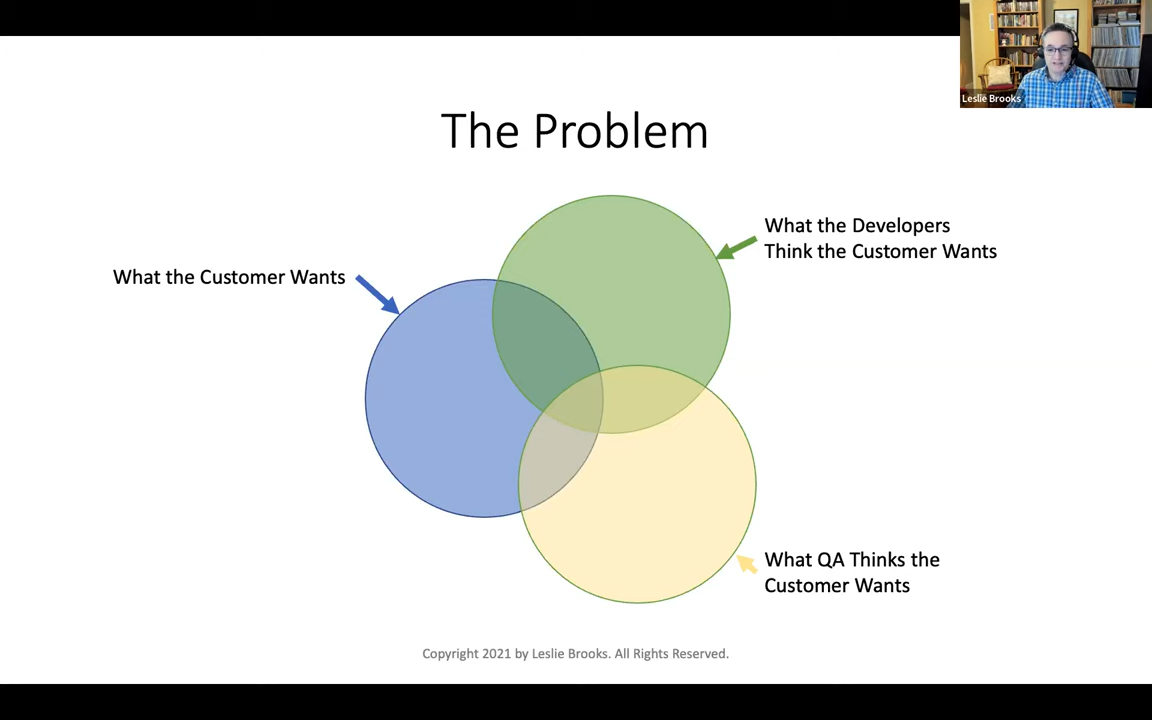 Leslie Brooks
The Problem
What the Developers
Think the Customer Wants
What the Customer Wants
What QA Thinks the
Customer Wants
Copyright 2021 by Leslie Brooks. All Rights Reserved.